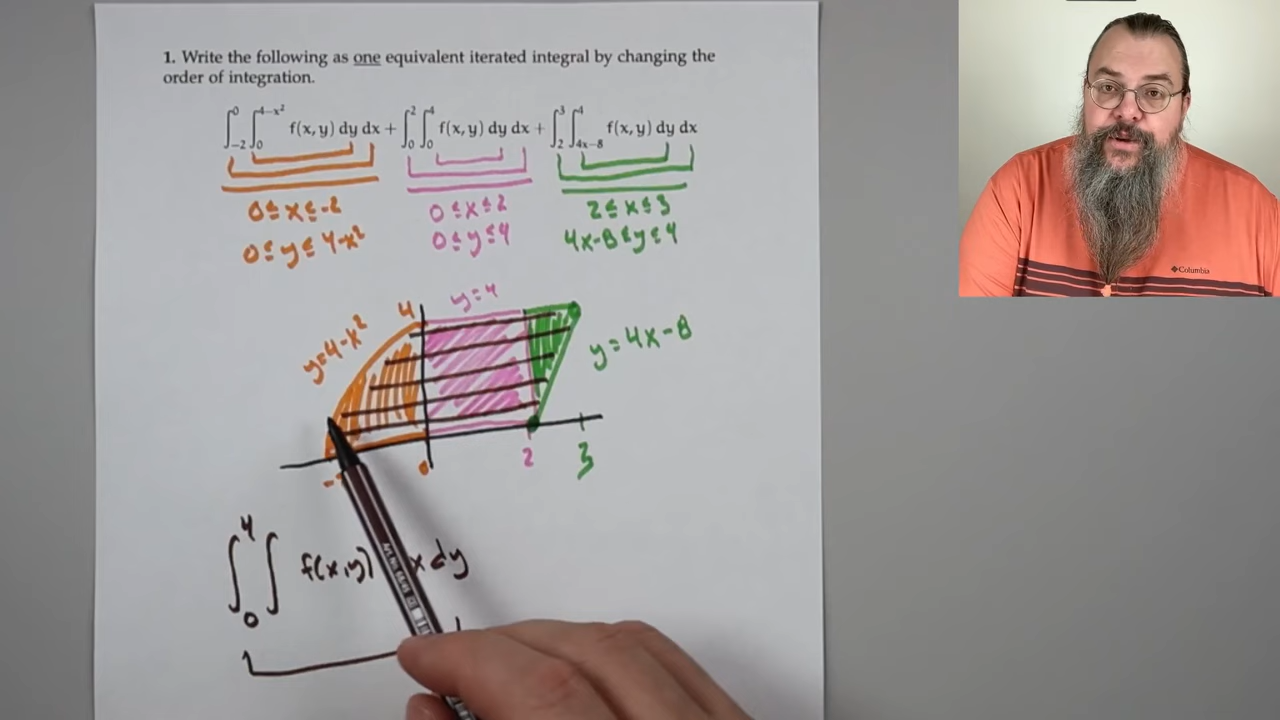 1. Write the following as one equivalent iterated integral by changing the
order of integration.
∫_{-2}^{0} ∫_{0}^{4-x²} f(x, y) dy dx + ∫_{0}^{2} ∫_{0}^{4} f(x, y) dy dx + ∫_{2}^{3} ∫_{4x-8}^{4} f(x, y) dy dx
0 ≤ x ≤ -2 0 ≤ x ≤ 2 2 ≤ x ≤ 3
0 ≤ y ≤ 4-x² 0 ≤ y ≤ 4 4x-8 ≤ y ≤ 4
Columbia
y=4
4
y=4-x²
y=4x-8
0
2
3
∫_{0}^{4} ∫ f(x,y) x dy